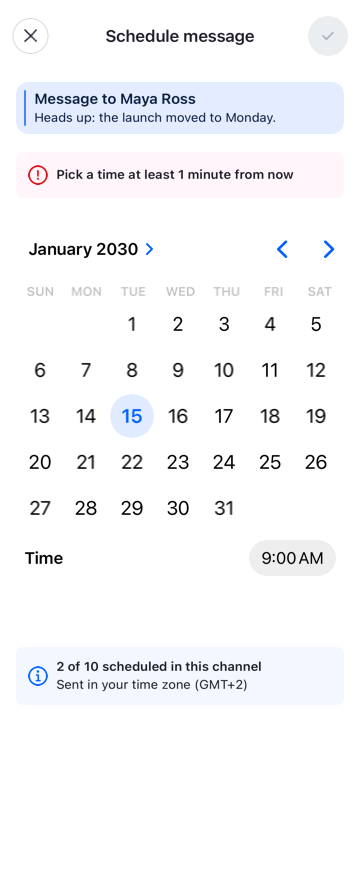 Schedule message
Message to Maya Ross
Heads up: the launch moved to Monday.
Pick a time at least 1 minute from now
January 2030
SUN MON TUE WED THU FRI SAT
1 2 3 4 5
6 7 8 9 10 11 12
13 14 15 16 17 18 19
20 21 22 23 24 25 26
27 28 29 30 31
Time 9:00 AM
2 of 10 scheduled in this channel
Sent in your time zone (GMT+2)